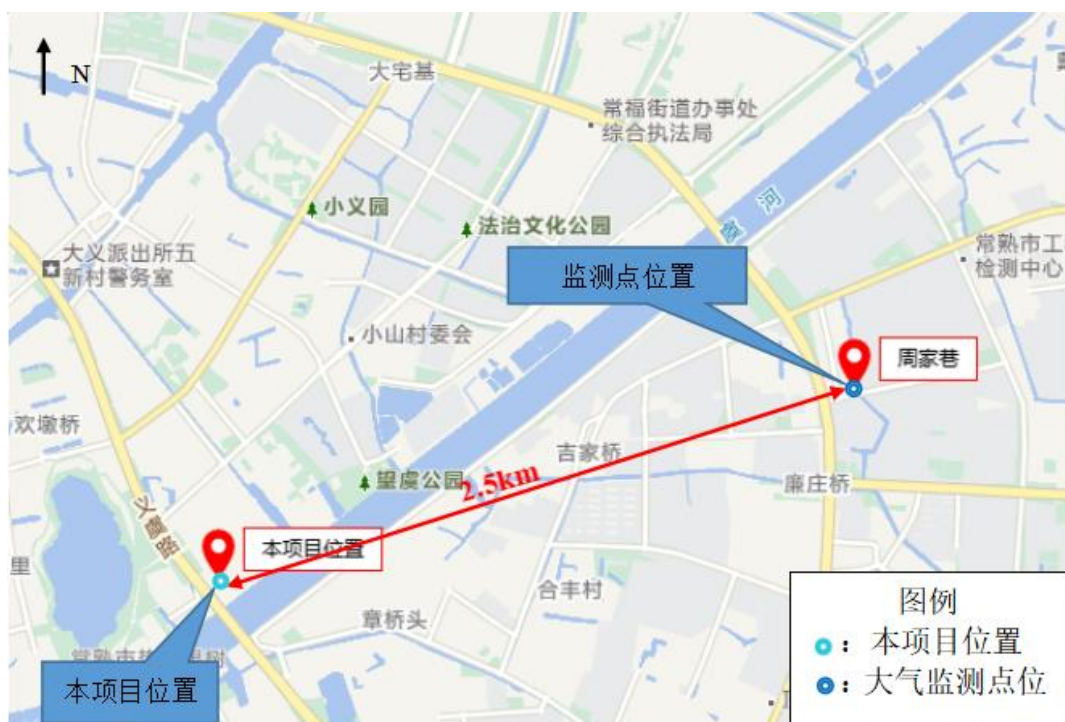 N
大宅基
常福街道办事处
综合执法局
小义园
法治文化公园
河
大义派出所五
新村警务室
常熟市工
检测中心
监测点位置
小山村委会
周家巷
欢墩桥
吉家桥
望虞公园
2.5km
廉庄桥
义虞路
本项目位置
里
合丰村
章桥头
本项目位置
图例
：本项目位置
：大气监测点位